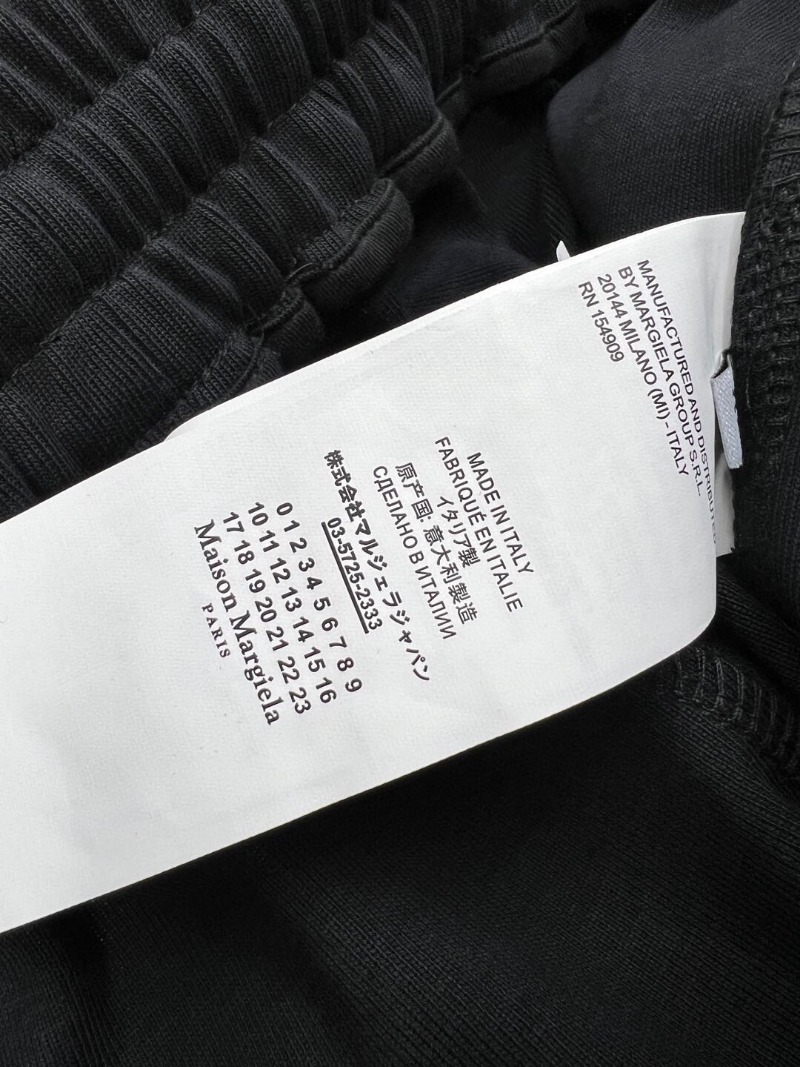 MANUFACTURED AND DISTRIBUTED
BY MARGIELA GROUP S.R.L.
20144 MILANO (MI) - ITALY
RN 154909
MADE IN ITALY
FABRIQUÉ EN ITALIE
イタリア製
原产国: 意大利製造
СДЕЛАНО В ИТАЛИИ
株式会社マルジェラジャパン
03-5725-2333
0 1 2 3 4 5 6 7 8 9
10 11 12 13 14 15 16
17 18 19 20 21 22 23
Maison Margiela
PARIS